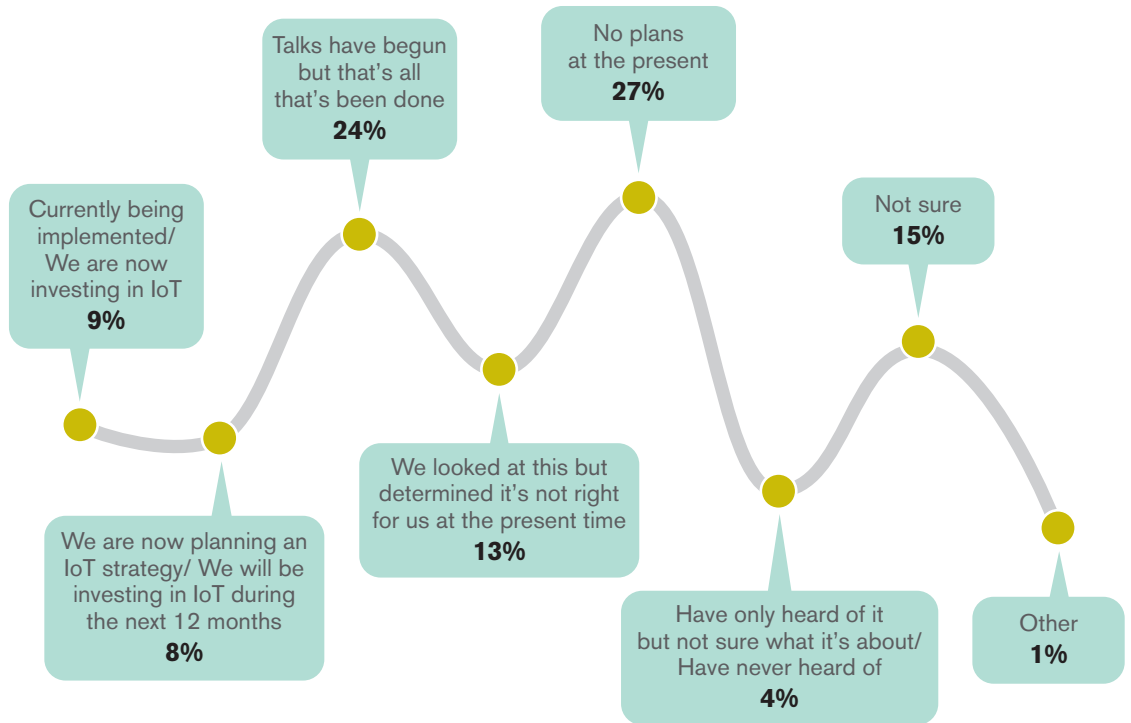 Currently being
implemented/
We are now
investing in IoT
9%
We are now planning an
IoT strategy/ We will be
investing in IoT during
the next 12 months
8%
Talks have begun
but that’s all
that’s been done
24%
We looked at this but
determined it’s not right
for us at the present time
13%
No plans
at the present
27%
Have only heard of it
but not sure what it’s about/
Have never heard of
4%
Not sure
15%
Other
1%